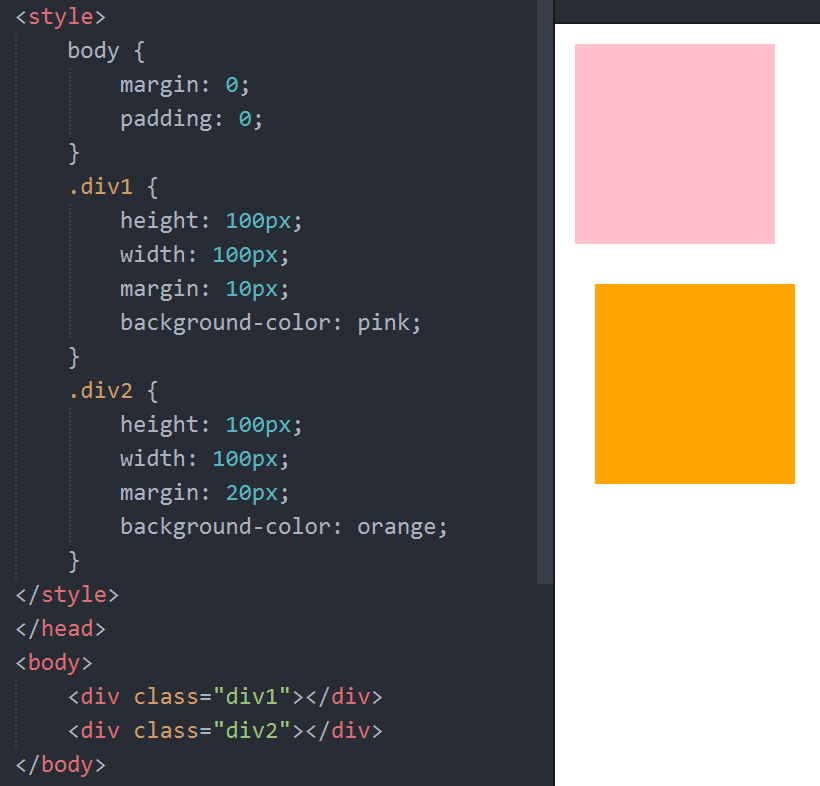 <style>
body {
margin: 0;
padding: 0;
}
.div1 {
height: 100px;
width: 100px;
margin: 10px;
background-color: pink;
}
.div2 {
height: 100px;
width: 100px;
margin: 20px;
background-color: orange;
}
</style>
</head>
<body>
<div class="div1"></div>
<div class="div2"></div>
</body>